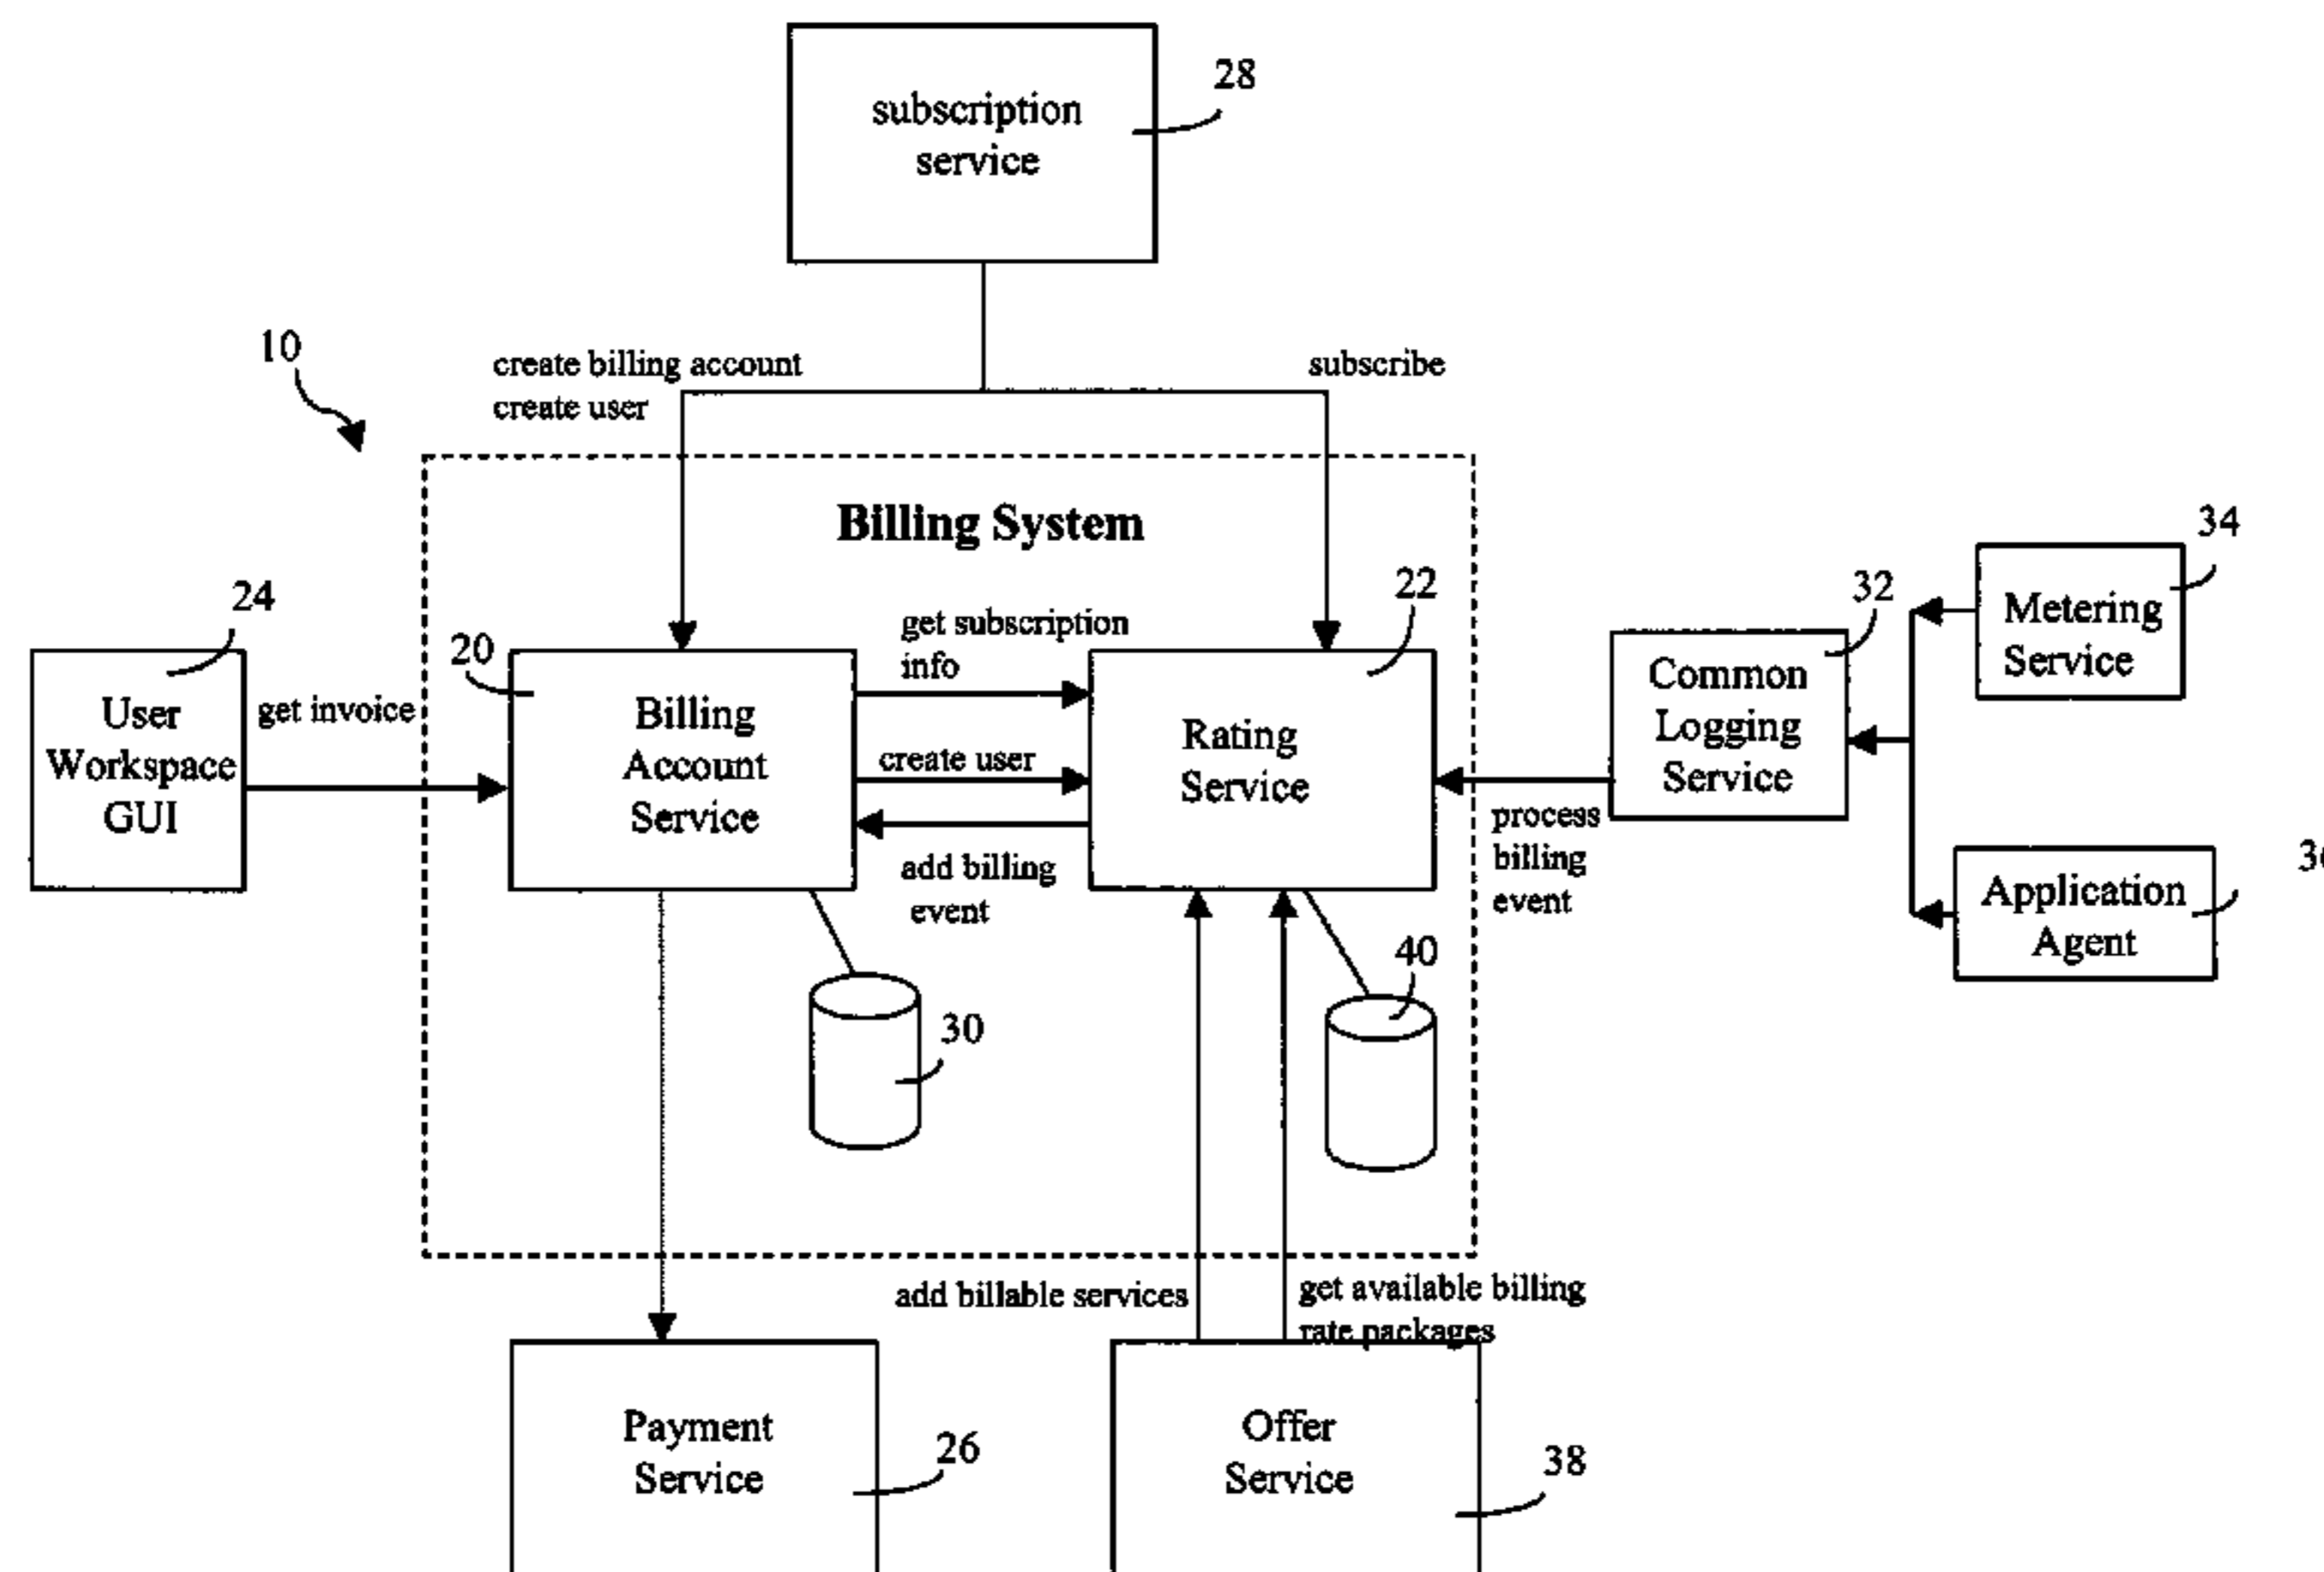 subscription
service
28
10
create billing account
create user
subscribe
Billing System
24
20
get subscription
info
22
32
34
Metering
Service
User
Workspace
GUI
get invoice
Billing
Account
Service
create user
Rating
Service
Common
Logging
Service
add billing
event
process
billing
event
Application
Agent
30
40
add billable services
get available billing
rate packages
Payment
Service
26
Offer
Service
38